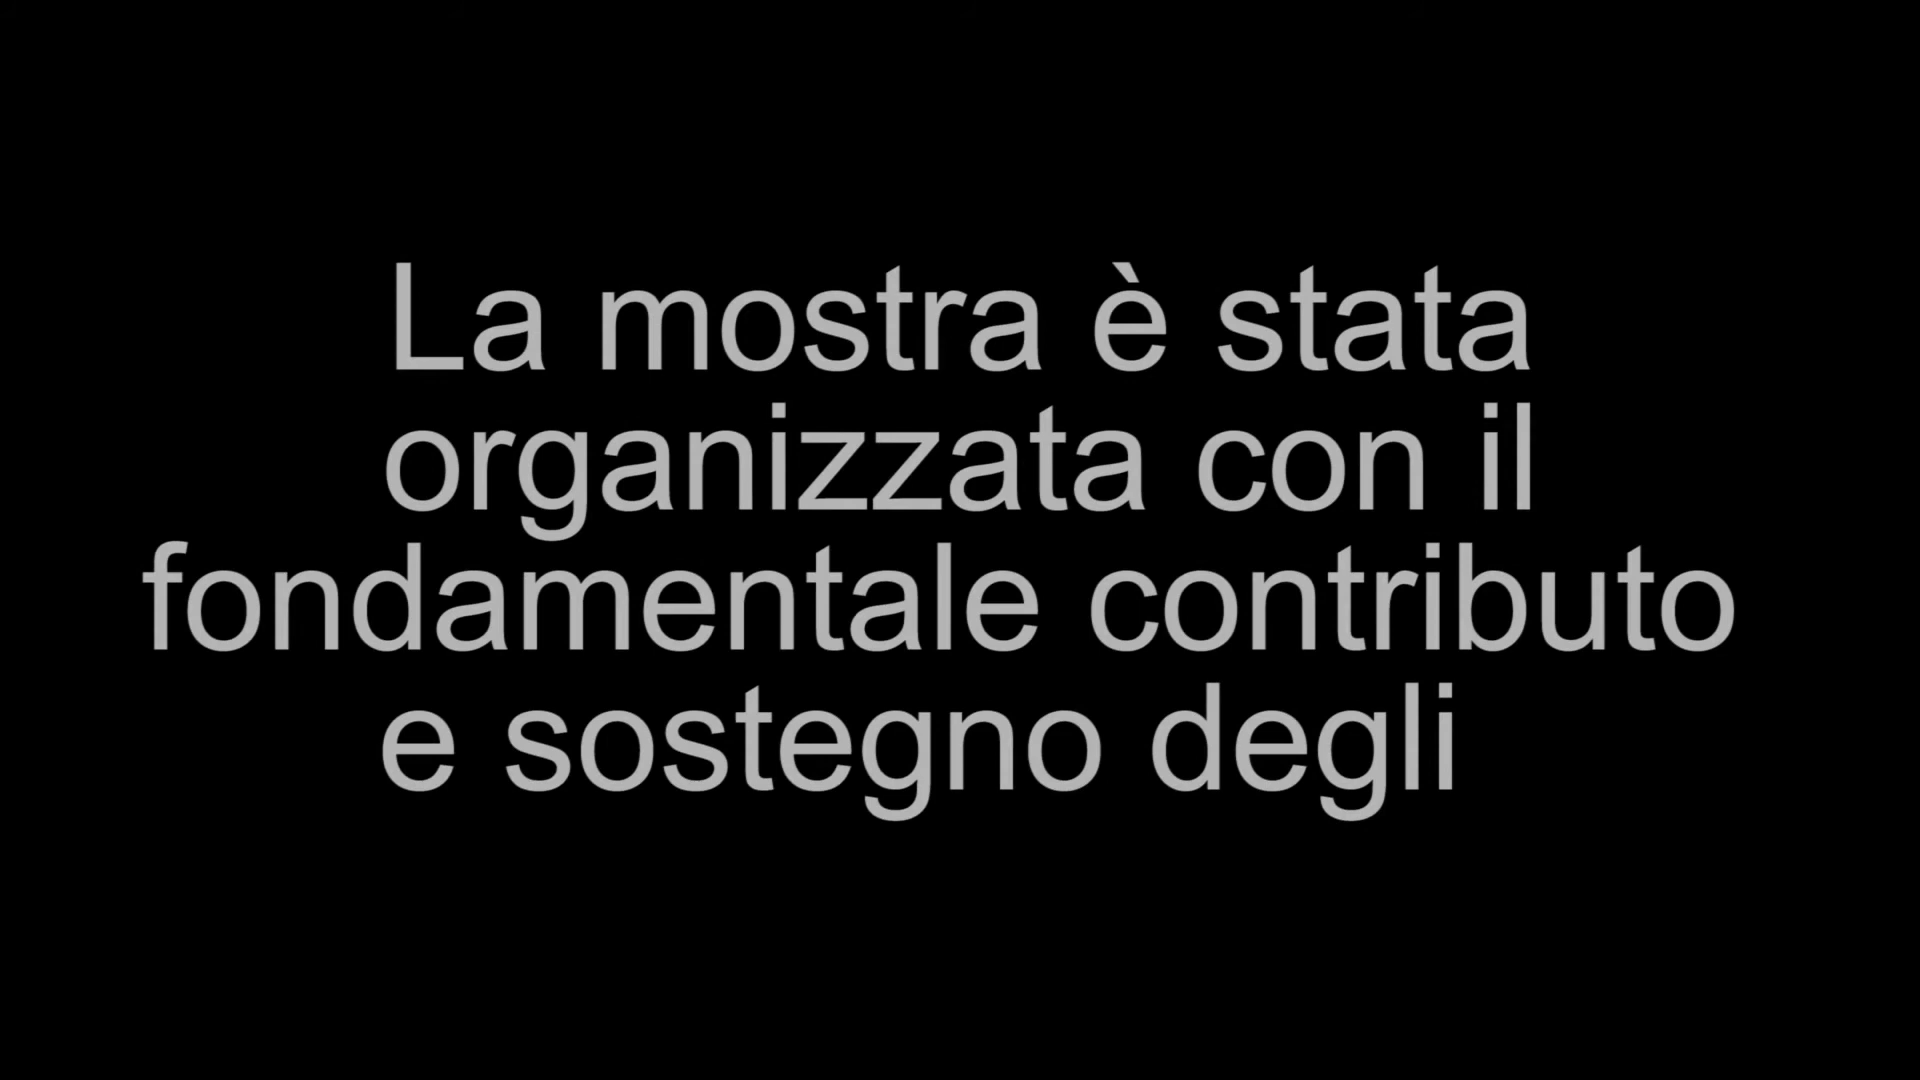 La mostra è stata
organizzata con il
fondamentale contributo
e sostegno degli